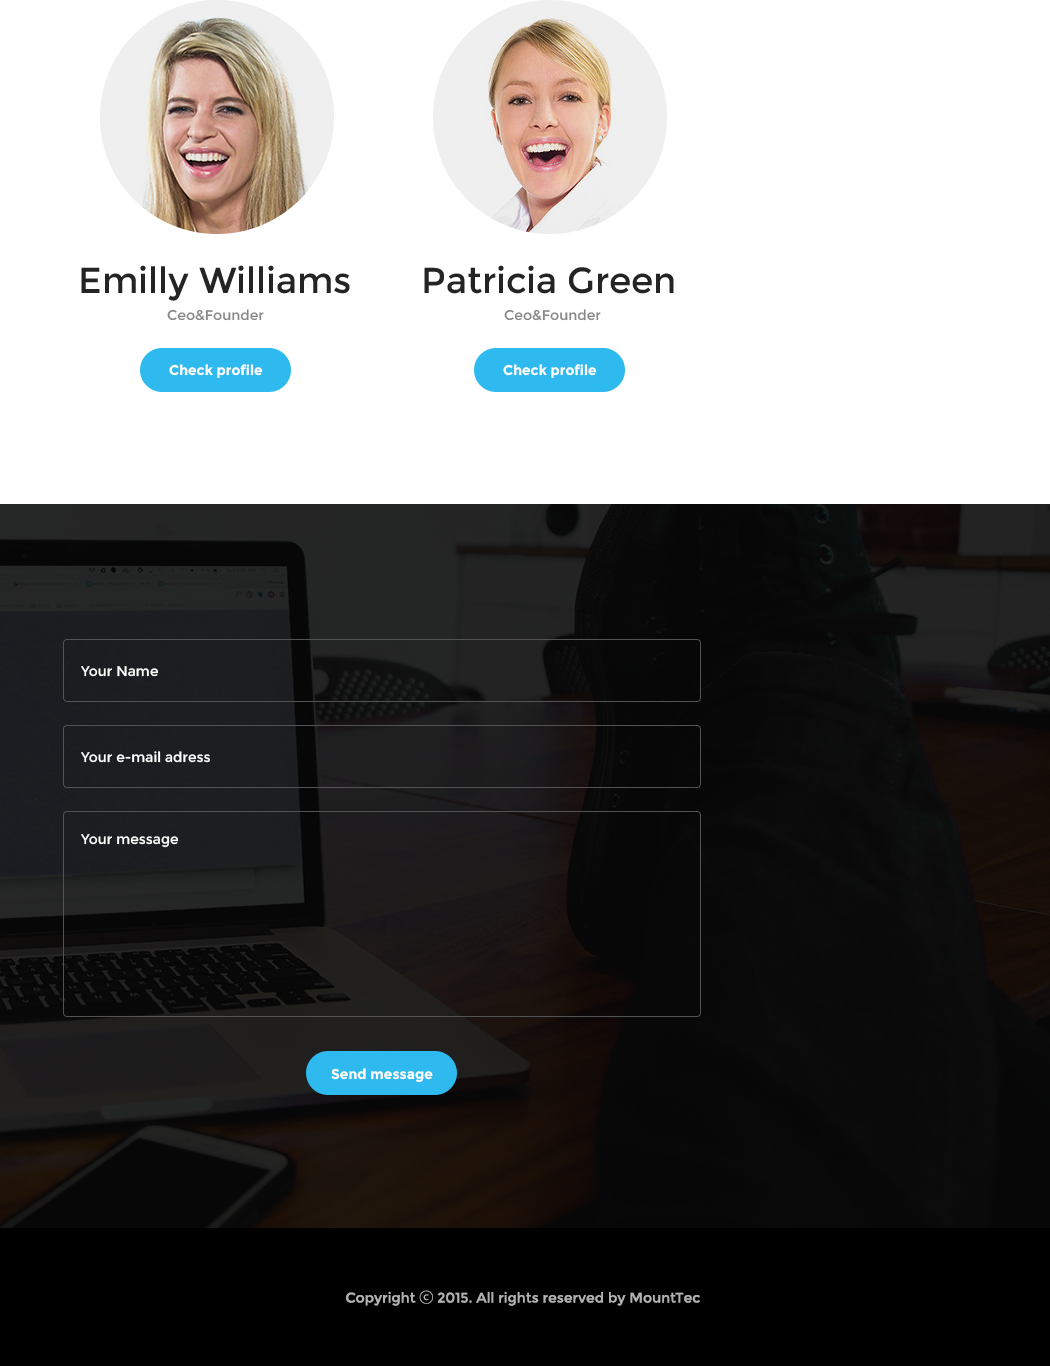 Emilly Williams
Ceo&Founder
Check profile
Patricia Green
Ceo&Founder
Check profile
Your Name
Your e-mail adress
Your message
Send message
Copyright © 2015. All rights reserved by MountTec